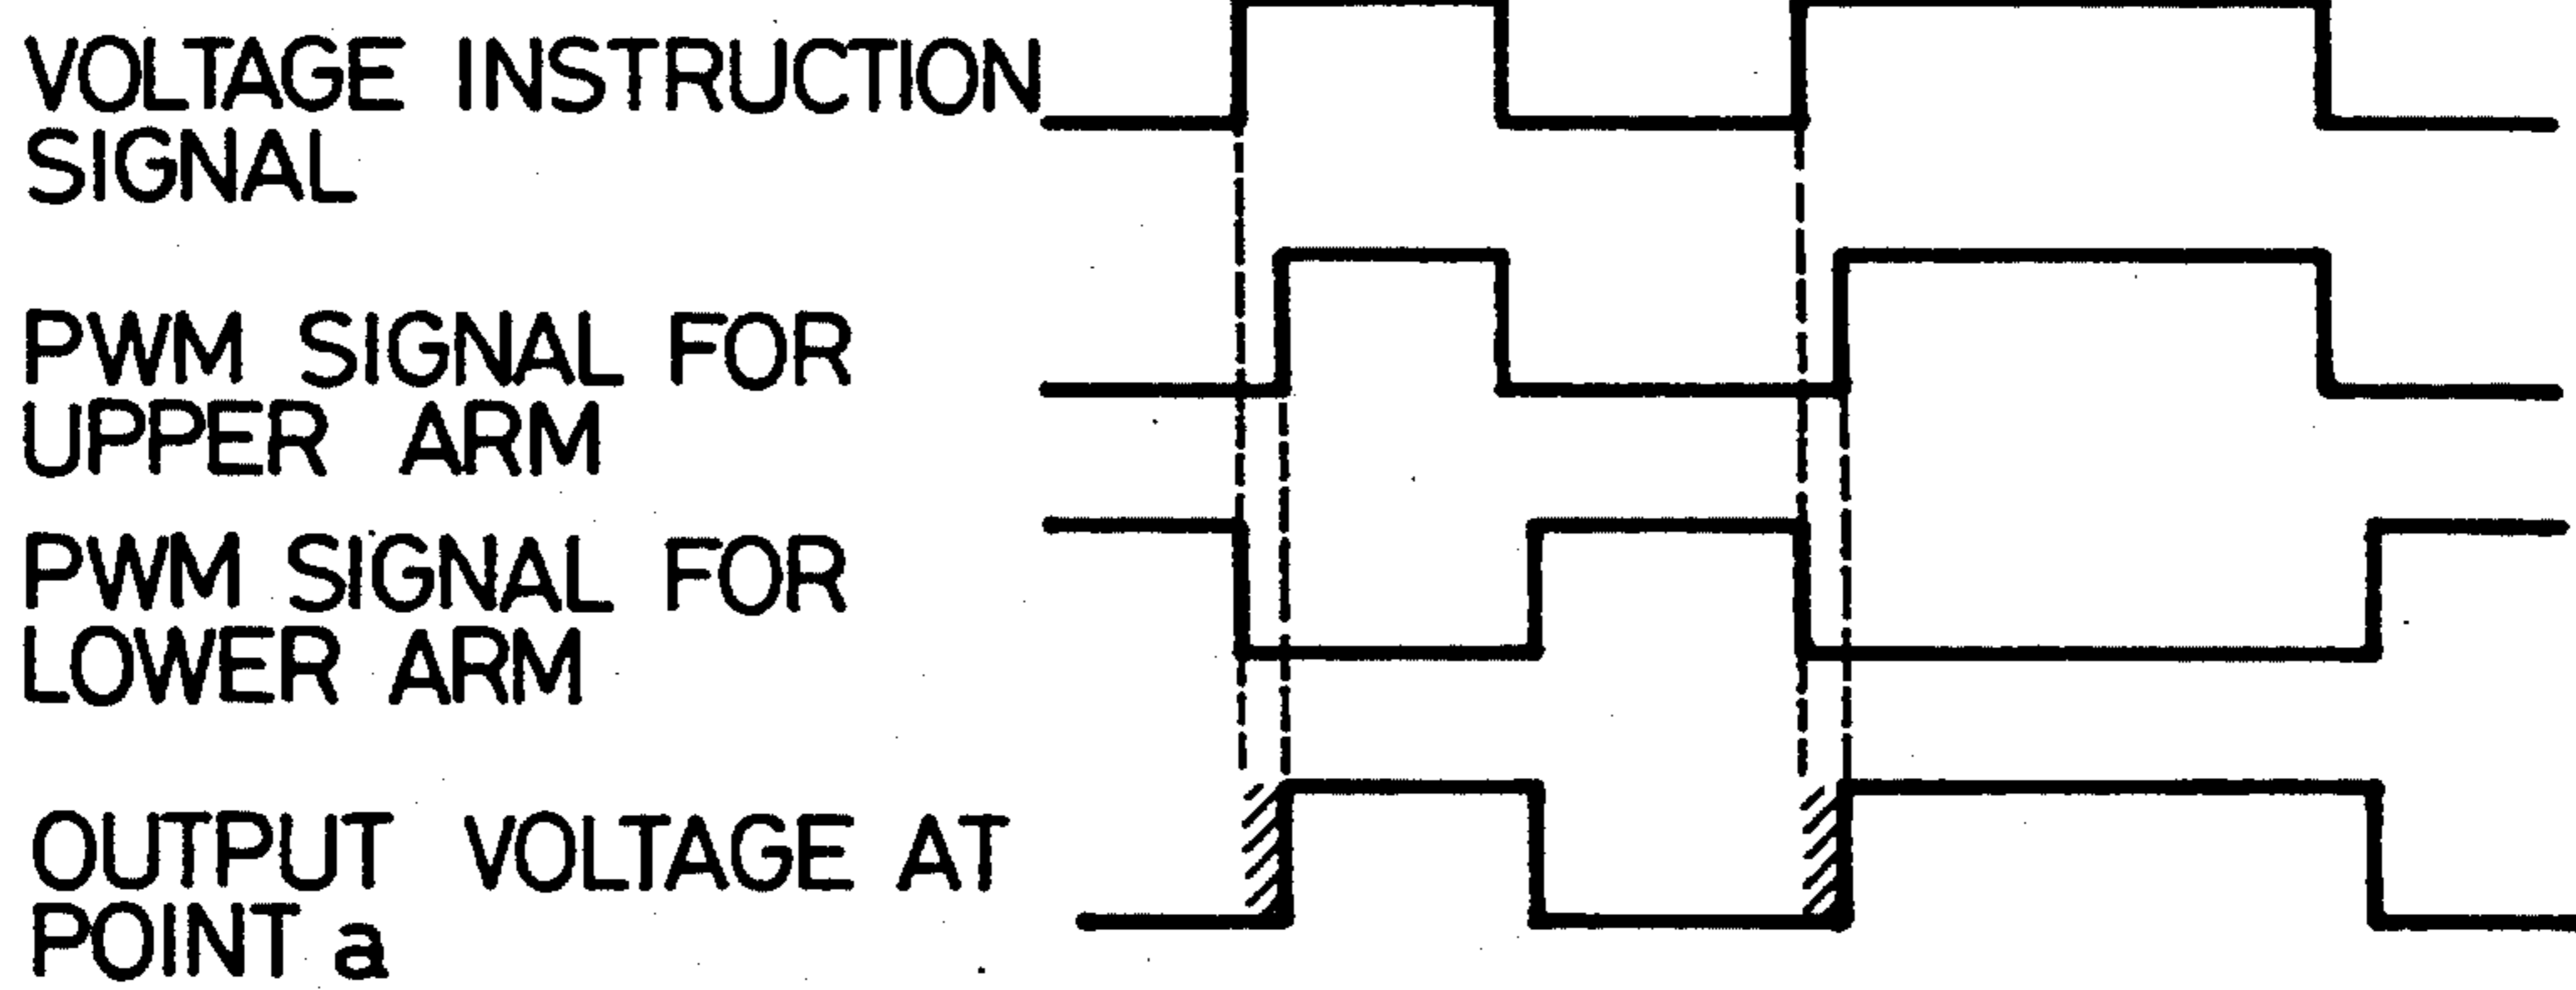 VOLTAGE INSTRUCTION
SIGNAL
PWM SIGNAL FOR
UPPER ARM
PWM SIGNAL FOR
LOWER ARM
OUTPUT VOLTAGE AT
POINT a